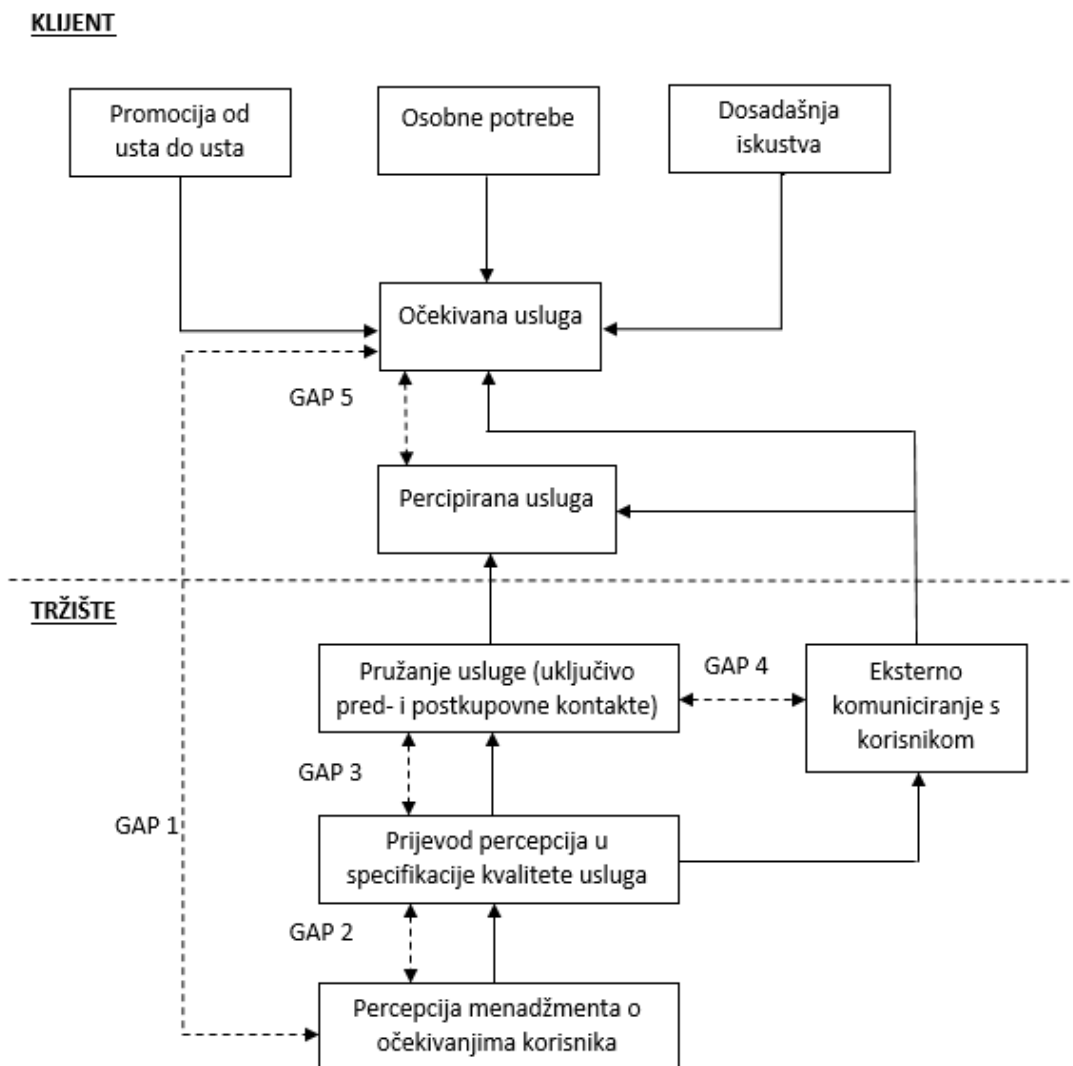 KLIJENT
Promocija od
usta do usta
Osobne potrebe
Dosadašnja
iskustva
Očekivana usluga
GAP 5
Percipirana usluga
TRŽIŠTE
Pružanje usluge (uključivo
pred- i postkupovne kontakte)
GAP 4
Eksterno
komuniciranje s
korisnikom
GAP 3
GAP 1
Prijevod percepcija u
specifikacije kvalitete usluga
GAP 2
Percepcija menadžmenta o
očekivanjima korisnika